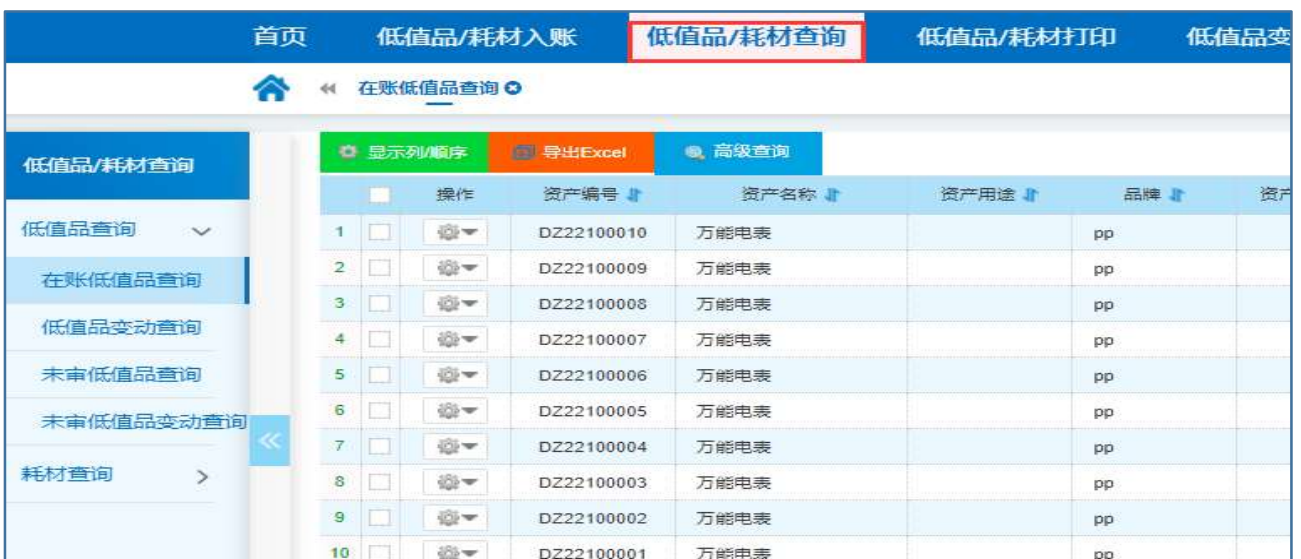 首页 低值品/耗材入账 低值品/耗材查询 低值品/耗材打印 低值品变
在账低值品查询
低值品/耗材查询
低值品查询
在账低值品查询
低值品变动查询
未审低值品查询
未审低值品变动查询
耗材查询
显示列/顺序 导出Excel 高级查询
操作 资产编号 资产名称 资产用途 品牌 资产
1 DZ22100010 万能电表 pp
2 DZ22100009 万能电表 pp
3 DZ22100008 万能电表 pp
4 DZ22100007 万能电表 pp
5 DZ22100006 万能电表 pp
6 DZ22100005 万能电表 pp
7 DZ22100004 万能电表 pp
8 DZ22100003 万能电表 pp
9 DZ22100002 万能电表 pp
10 DZ22100001 万能电表 pp